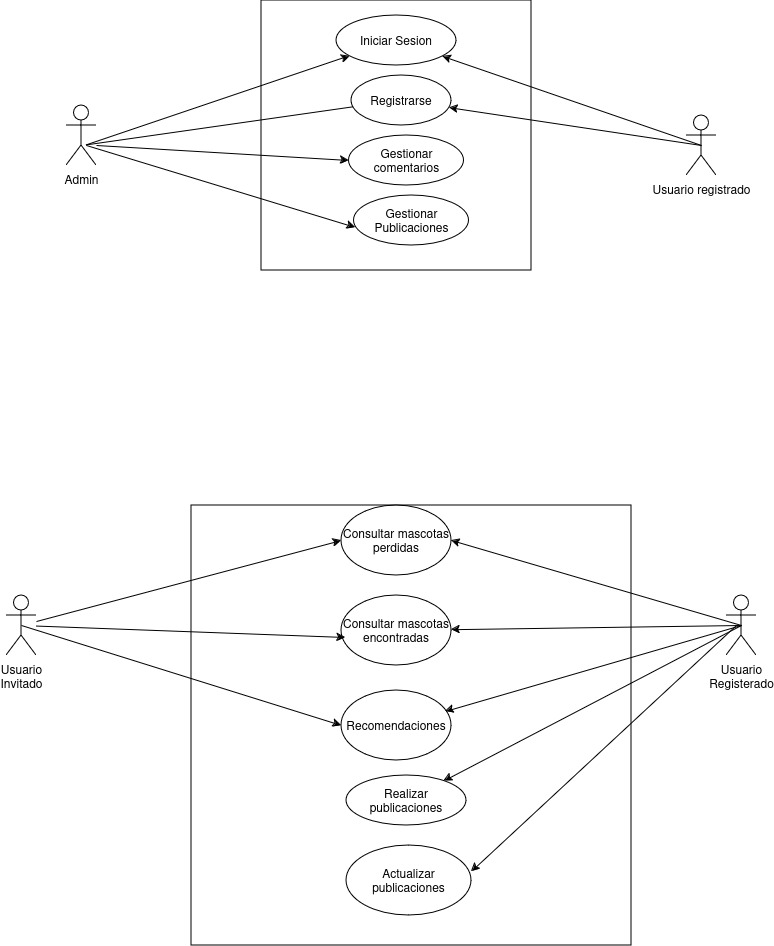 Iniciar Sesion
Registrarse
Gestionar
comentarios
Admin
Usuario registrado
Gestionar
Publicaciones
Consultar mascotas
perdidas
Consultar mascotas
encontradas
Usuario
Invitado
Usuario
Registerado
Recomendaciones
Realizar
publicaciones
Actualizar
publicaciones